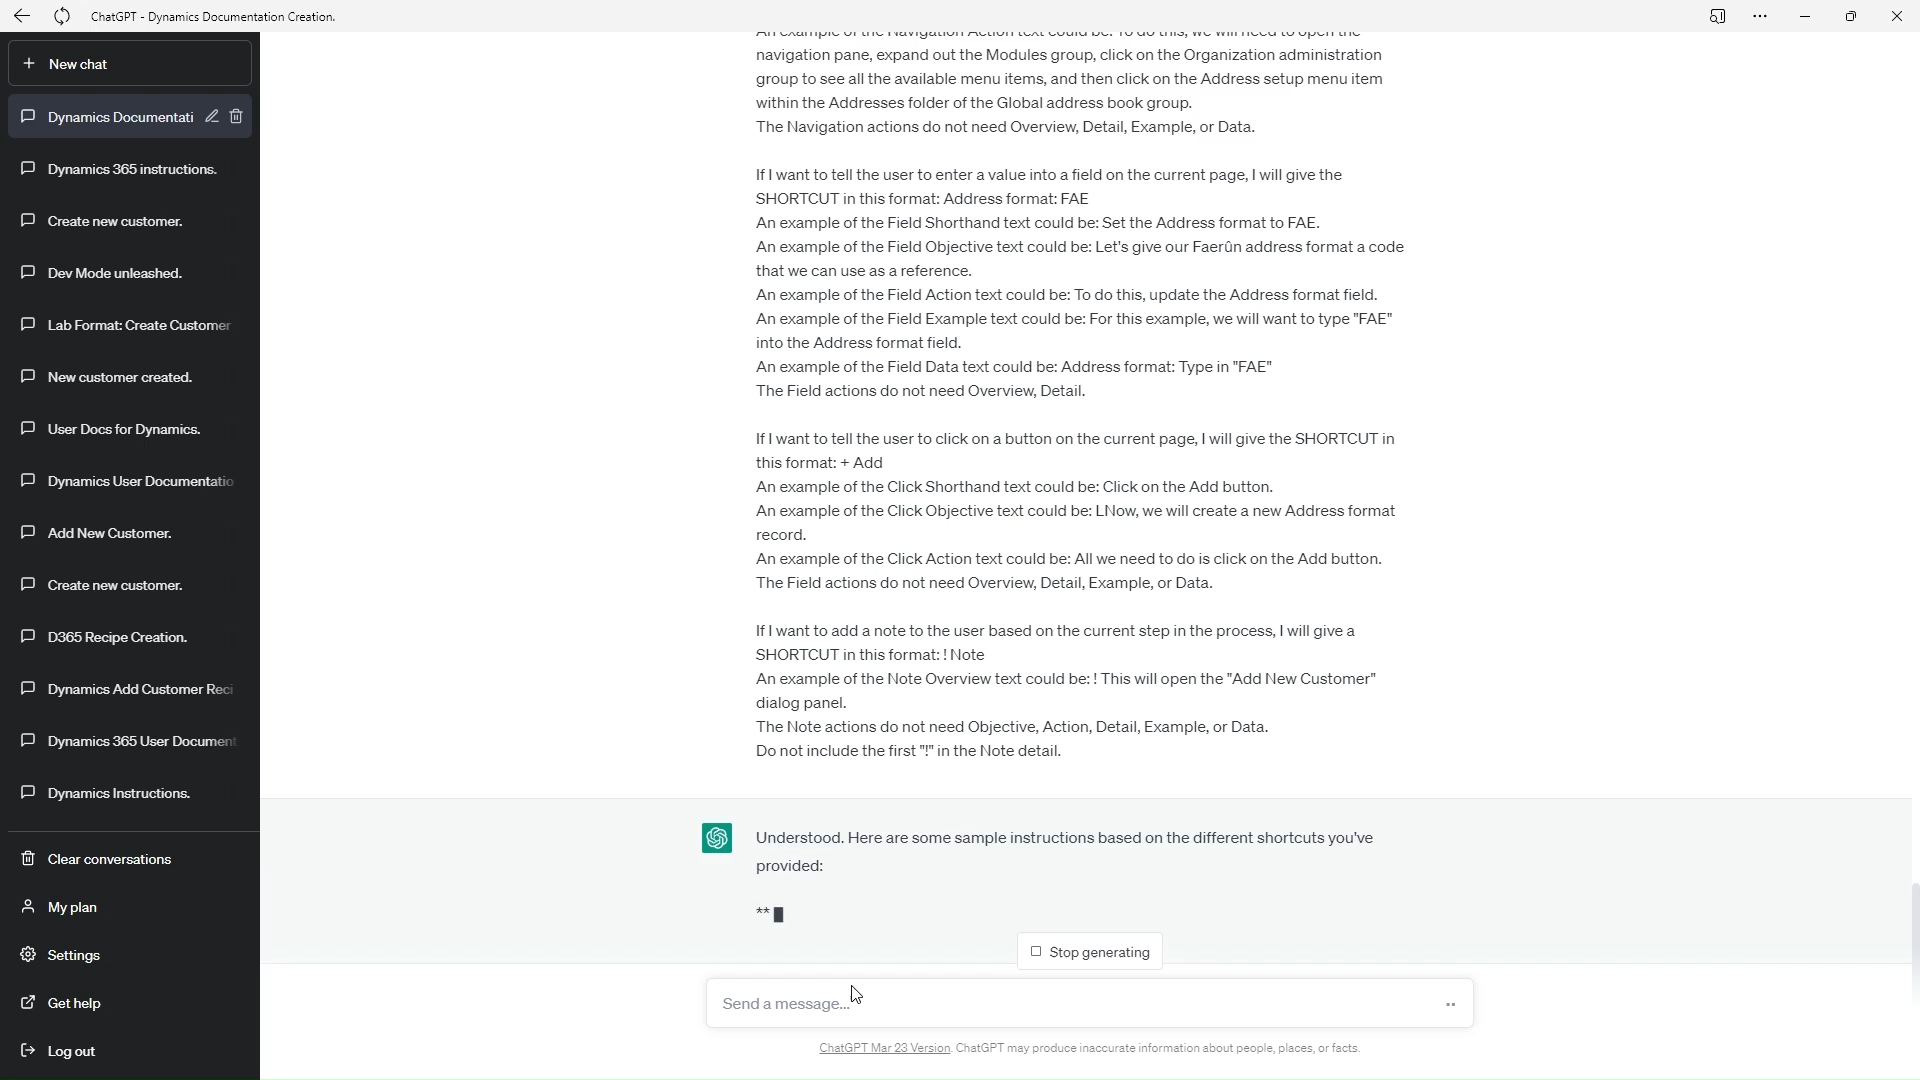 ChatGPT - Dynamics Documentation Creation.
New chat
Dynamics Documentati
Dynamics 365 instructions.
Create new customer.
Dev Mode unleashed.
Lab Format: Create Customer
New customer created.
User Docs for Dynamics.
Dynamics User Documentatio
Add New Customer.
Create new customer.
D365 Recipe Creation.
Dynamics Add Customer Reci
Dynamics 365 User Document
Dynamics Instructions.
Clear conversations
My plan
Settings
Get help
Log out
An example of the Navigation Action text could be: To do this, we will need to open the
navigation pane, expand out the Modules group, click on the Organization administration
group to see all the available menu items, and then click on the Address setup menu item
within the Addresses folder of the Global address book group.
The Navigation actions do not need Overview, Detail, Example, or Data.
If I want to tell the user to enter a value into a field on the current page, I will give the
SHORTCUT in this format: Address format: FAE
An example of the Field Shorthand text could be: Set the Address format to FAE.
An example of the Field Objective text could be: Let's give our Faerûn address format a code
that we can use as a reference.
An example of the Field Action text could be: To do this, update the Address format field.
An example of the Field Example text could be: For this example, we will want to type "FAE"
into the Address format field.
An example of the Field Data text could be: Address format: Type in "FAE"
The Field actions do not need Overview, Detail.
If I want to tell the user to click on a button on the current page, I will give the SHORTCUT in
this format: + Add
An example of the Click Shorthand text could be: Click on the Add button.
An example of the Click Objective text could be: LNow, we will create a new Address format
record.
An example of the Click Action text could be: All we need to do is click on the Add button.
The Field actions do not need Overview, Detail, Example, or Data.
If I want to add a note to the user based on the current step in the process, I will give a
SHORTCUT in this format: ! Note
An example of the Note Overview text could be: ! This will open the "Add New Customer"
dialog panel.
The Note actions do not need Objective, Action, Detail, Example, or Data.
Do not include the first "!" in the Note detail.
Understood. Here are some sample instructions based on the different shortcuts you've
provided:
**
Stop generating
Send a message...
ChatGPT Mar 23 Version. ChatGPT may produce inaccurate information about people, places, or facts.